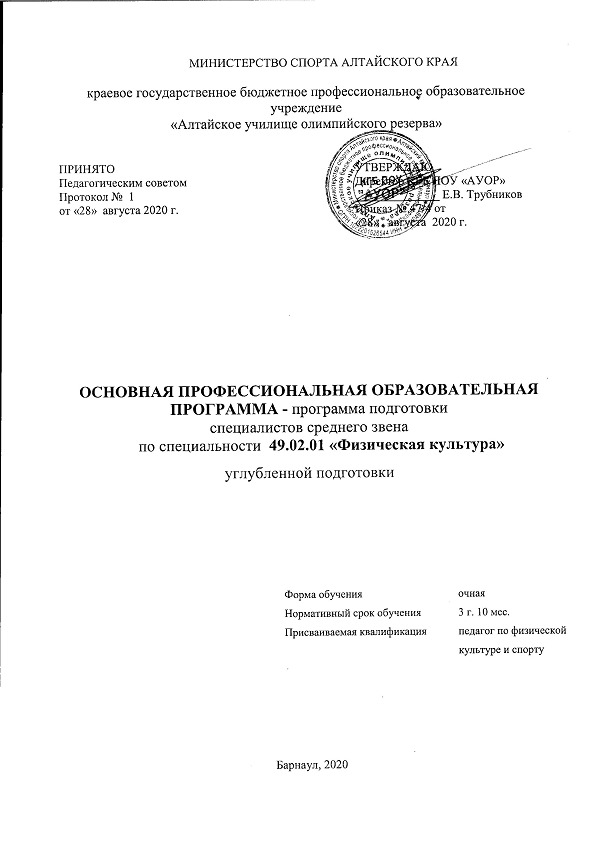 МИНИСТЕРСТВО СПОРТА АЛТАЙСКОГО КРАЯ
краевое государственное бюджетное профессиональное образовательное
учреждение
«Алтайское училище олимпийского резерва»
ПРИНЯТО
Педагогическим советом
Протокол № 1
от «28» августа 2020 г.
УТВЕРЖДАЮ
Директор КГБПОУ «АУОР»
Е.В. Трубников
Приказ № от
«28» августа 2020 г.
ОСНОВНАЯ ПРОФЕССИОНАЛЬНАЯ ОБРАЗОВАТЕЛЬНАЯ
ПРОГРАММА - программа подготовки
специалистов среднего звена
по специальности 49.02.01 «Физическая культура»
углубленной подготовки
Форма обучения очная
Нормативный срок обучения 3 г. 10 мес.
Присваиваемая квалификация педагог по физической
культуре и спорту
Барнаул, 2020